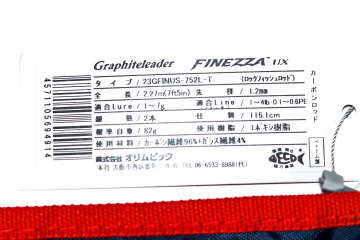 Graphiteleader FINEZZA UX
タイプ/23GFINUS-752L-T (ロックフィッシュロッド)
全長/2.27m(7ft5in) 先径/1.2mm
適合lure/1~7g 適合line/1~4lb 0.1~0.6PE
継数/2本 仕舞/116.1cm
標準自重/82g 使用樹脂/エポキシ樹脂
使用材料/カーボン繊維96%+ガラス繊維4%
株式会社オリムピック
06-6533-8868(代)
カーボンロッド
4571105694914